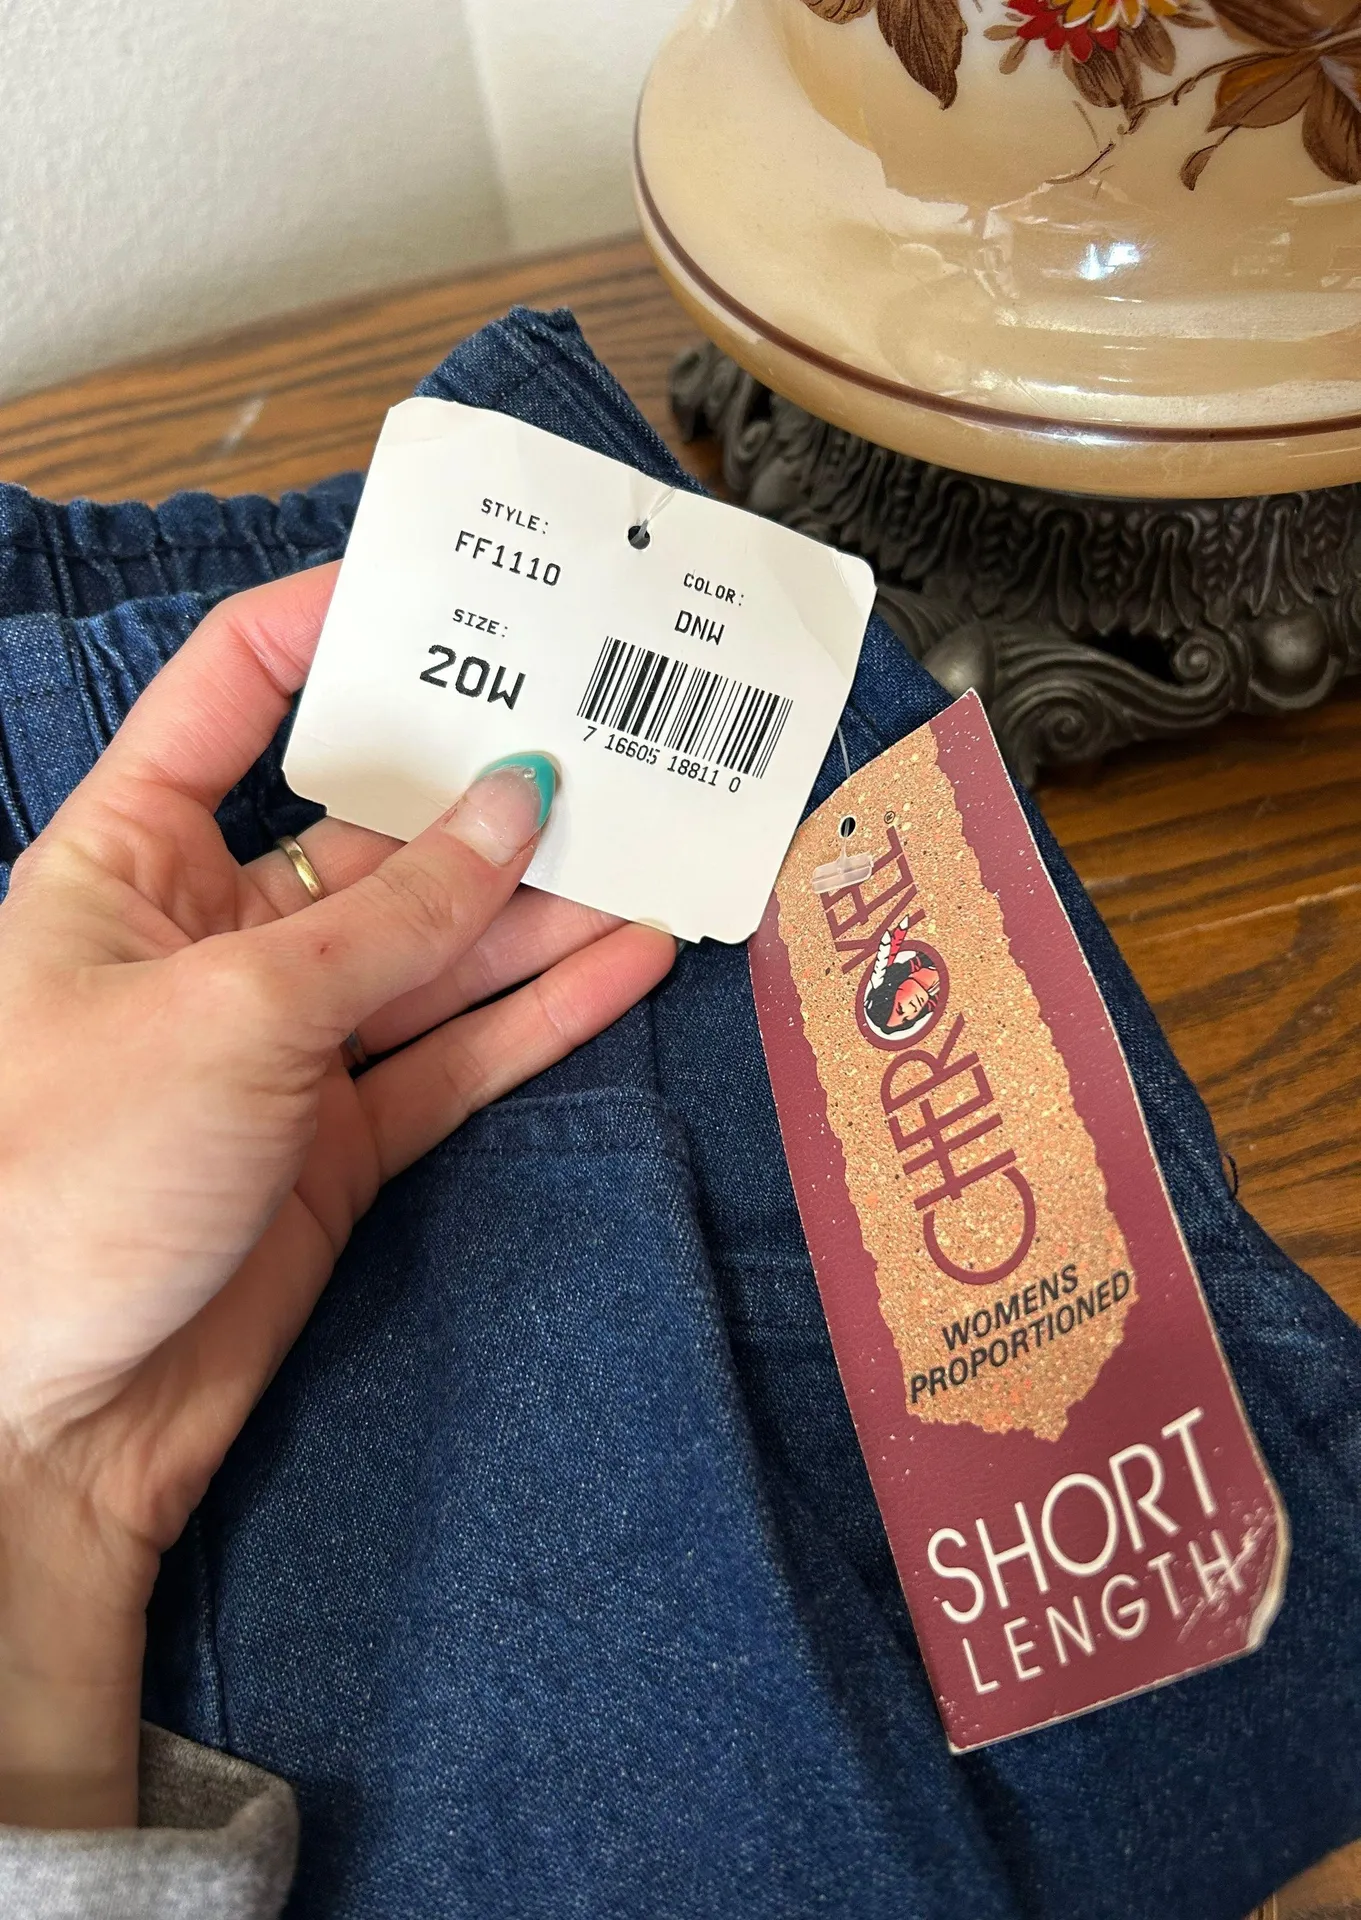 STYLE:
FF1110
COLOR:
DNW
SIZE:
20W
7 16605 18811 0
CHEROKEE®
WOMENS
PROPORTIONED
SHORT
LENGTH